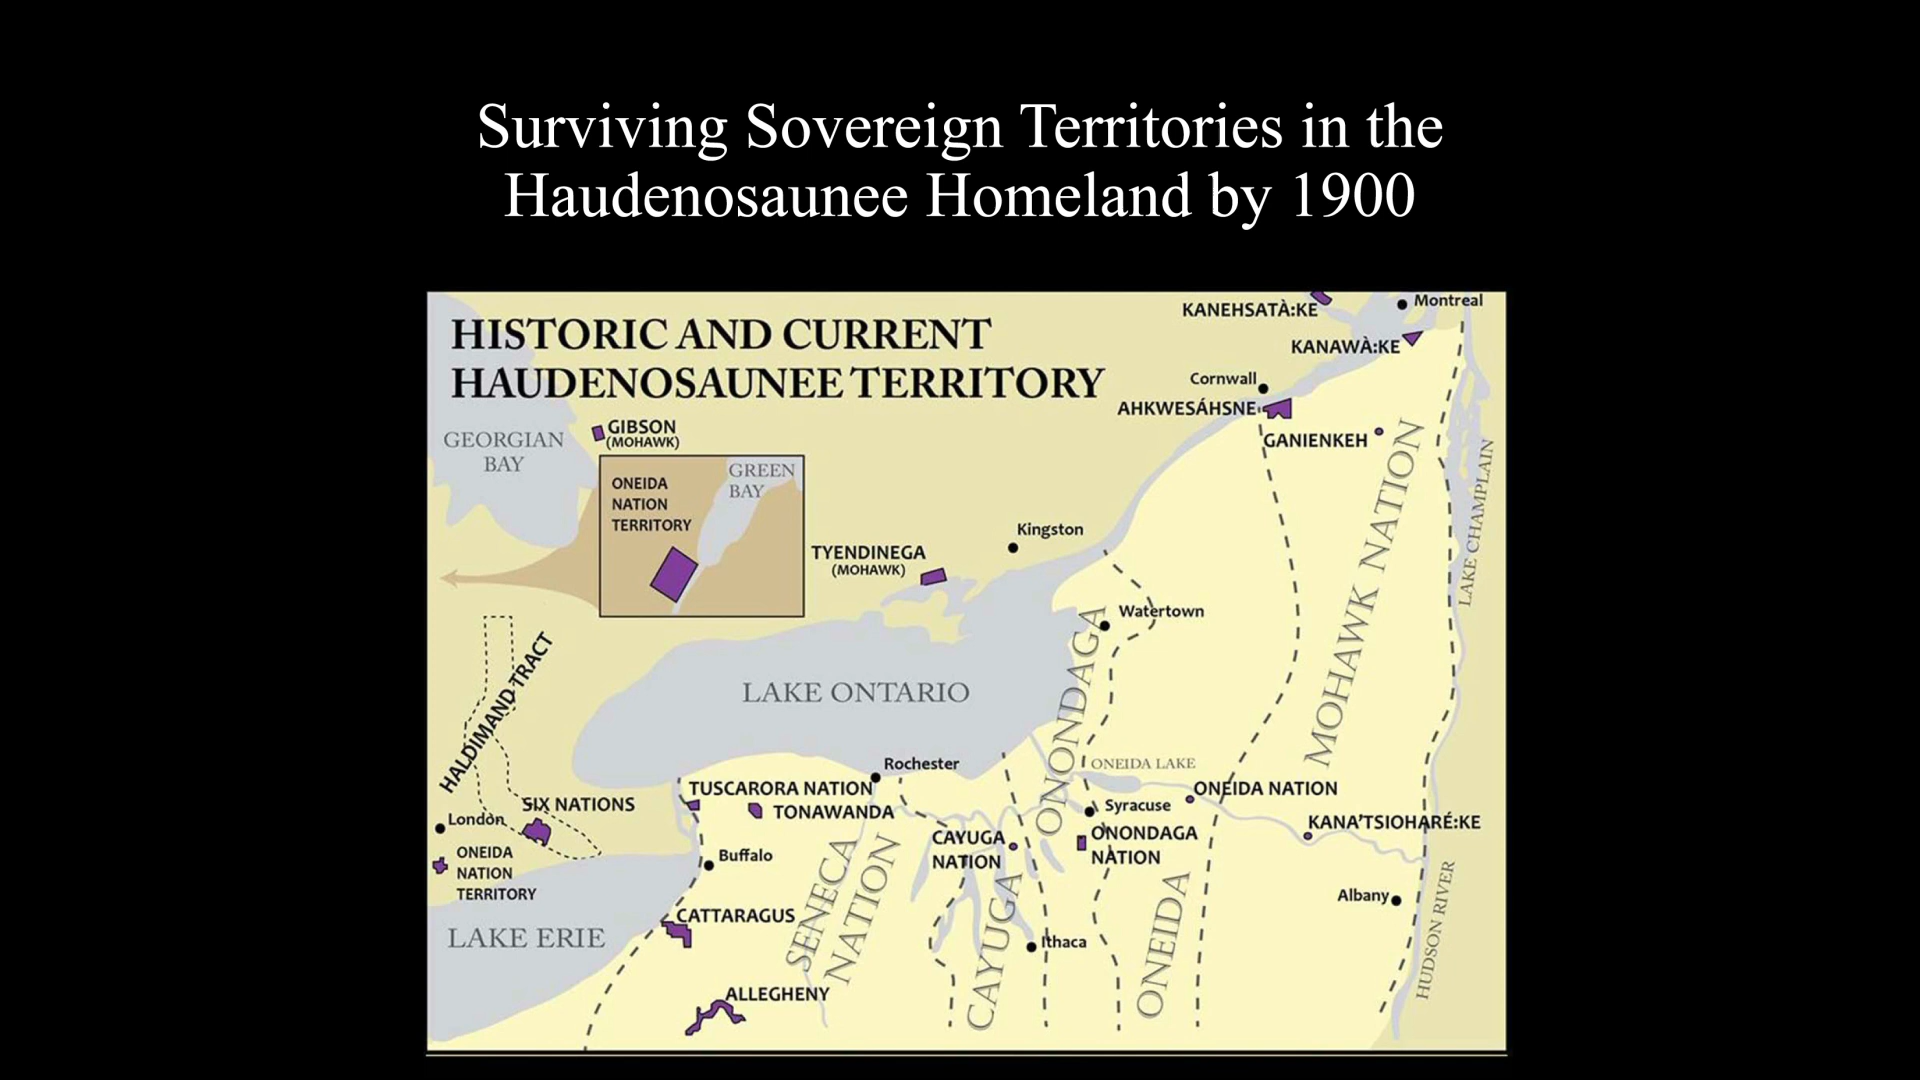 Surviving Sovereign Territories in the
Haudenosaunee Homeland by 1900
HISTORIC AND CURRENT
HAUDENOSAUNEE TERRITORY
KANEHSATÀ:KE
Montreal
KANAWÀ:KE
Cornwall
AHKWESÁHSNE
GANIENKEH
GIBSON
(MOHAWK)
GEORGIAN
BAY
ONEIDA
NATION
TERRITORY
GREEN
BAY
Kingston
TYENDINEGA
(MOHAWK)
Watertown
MOHAWK NATION
LAKE CHAMPLAIN
HALDIMAND TRACT
LAKE ONTARIO
ONONDAGA
Rochester
ONEIDA LAKE
TUSCARORA NATION
TONAWANDA
ONEIDA NATION
SIX NATIONS
Syracuse
London
KANA'TSIOHARÉ:KE
CAYUGA
NATION
ONONDAGA
NATION
Buffalo
ONEIDA
NATION
TERRITORY
Albany
CATTARAGUS
SENECA
NATION
CAYUGA
ONEIDA
HUDSON RIVER
LAKE ERIE
Ithaca
ALLEGHENY